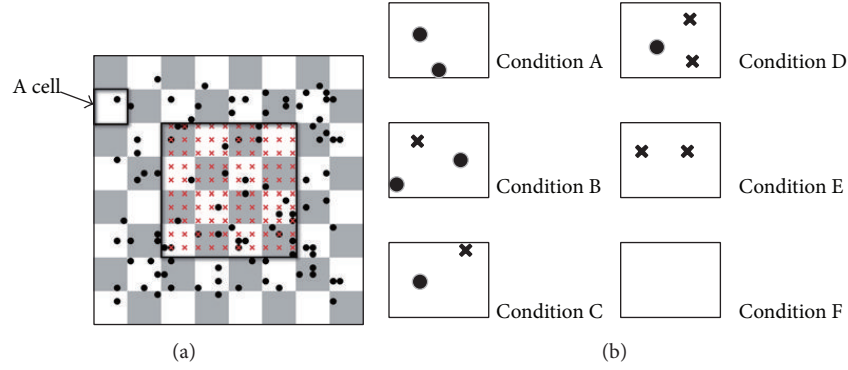 A cell
(a)
Condition A
Condition D
Condition B
Condition E
Condition C
Condition F
(b)